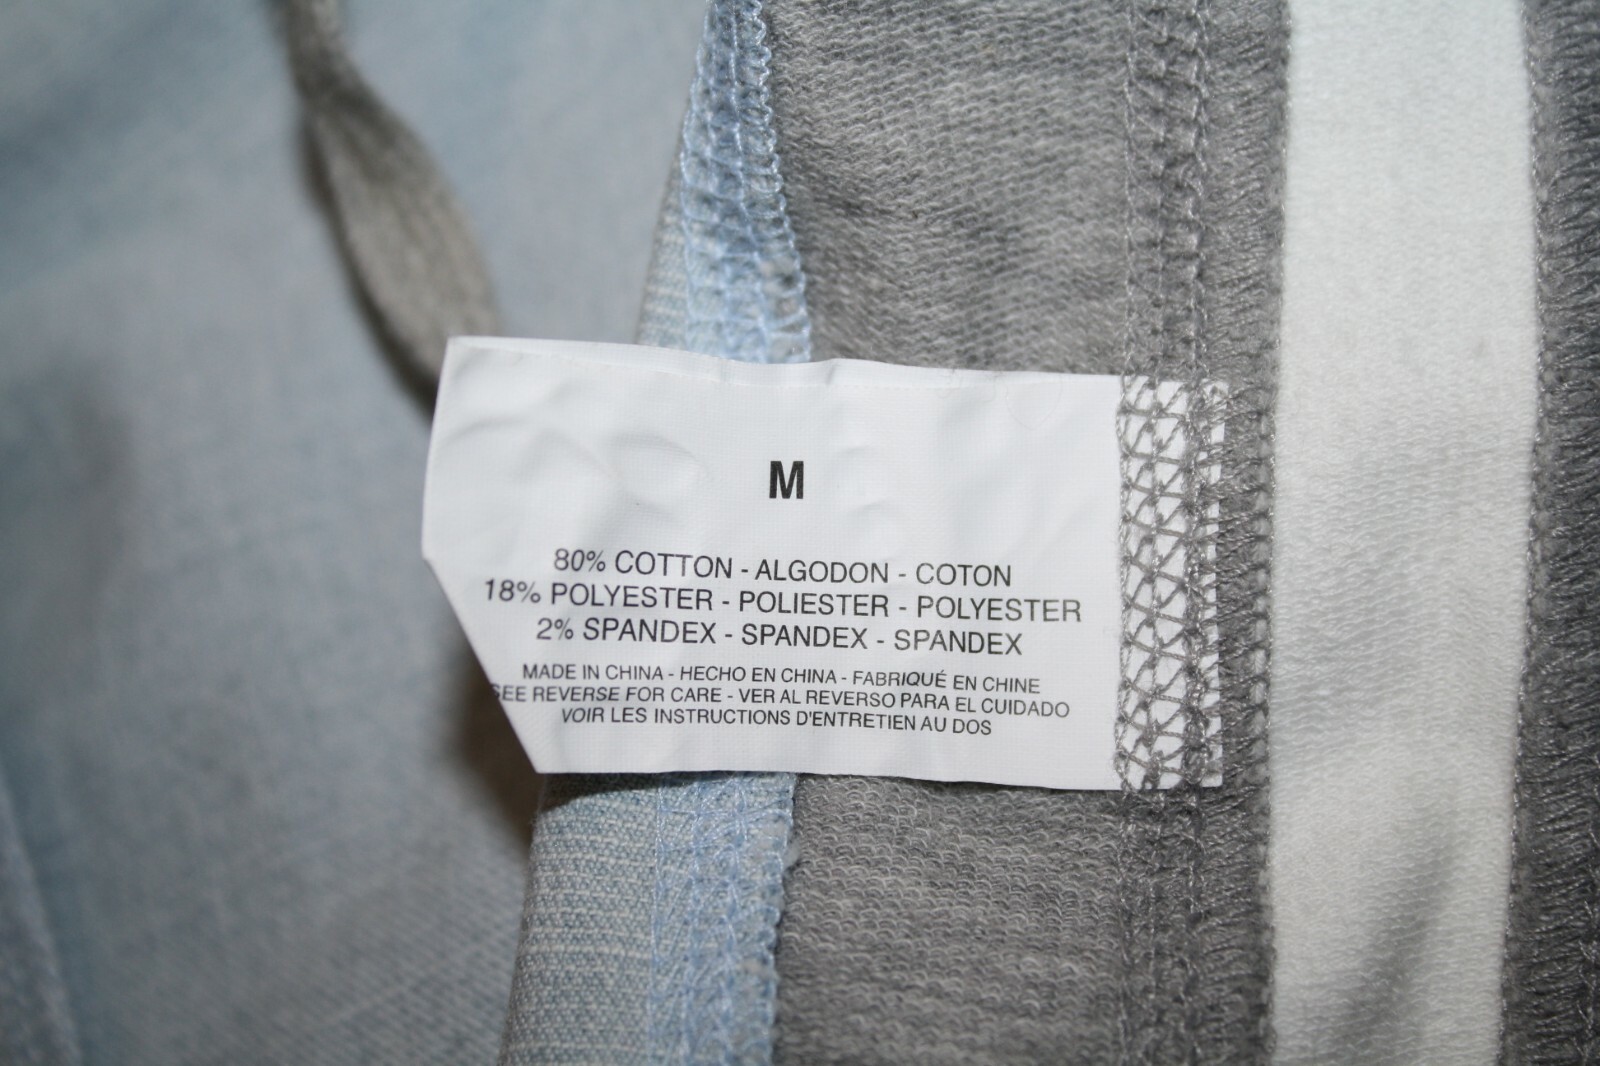 M
80% COTTON - ALGODON - COTON
18% POLYESTER - POLIESTER - POLYESTER
2% SPANDEX - SPANDEX - SPANDEX
MADE IN CHINA - HECHO EN CHINA - FABRIQUÉ EN CHINE
SEE REVERSE FOR CARE - VER AL REVERSO PARA EL CUIDADO
VOIR LES INSTRUCTIONS D'ENTRETIEN AU DOS